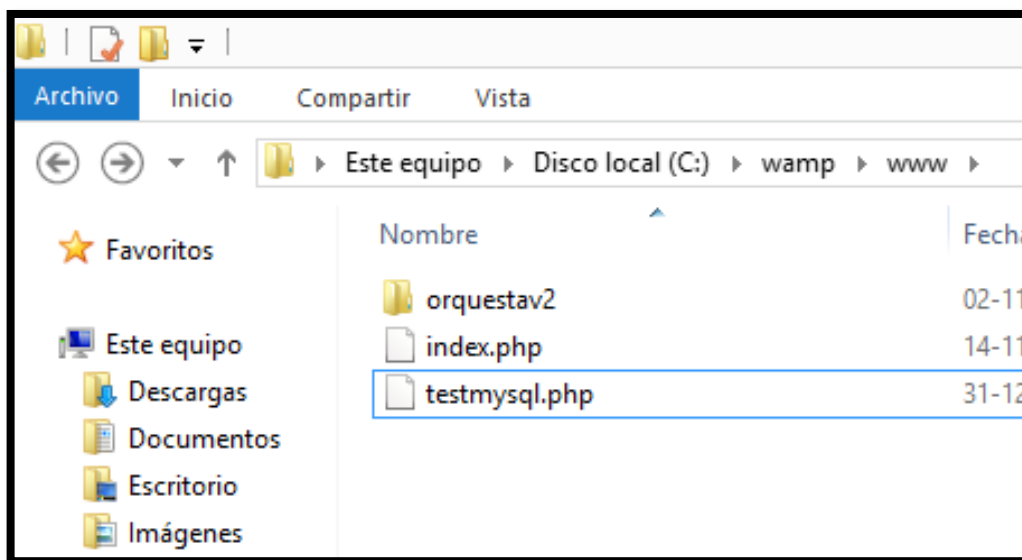 Archivo Inicio Compartir Vista
Este equipo Disco local (C:) wamp www
Favoritos
Este equipo
Descargas
Documentos
Escritorio
Imágenes
Nombre Fecha
orquestav2 02-11
index.php 14-11
testmysql.php 31-12